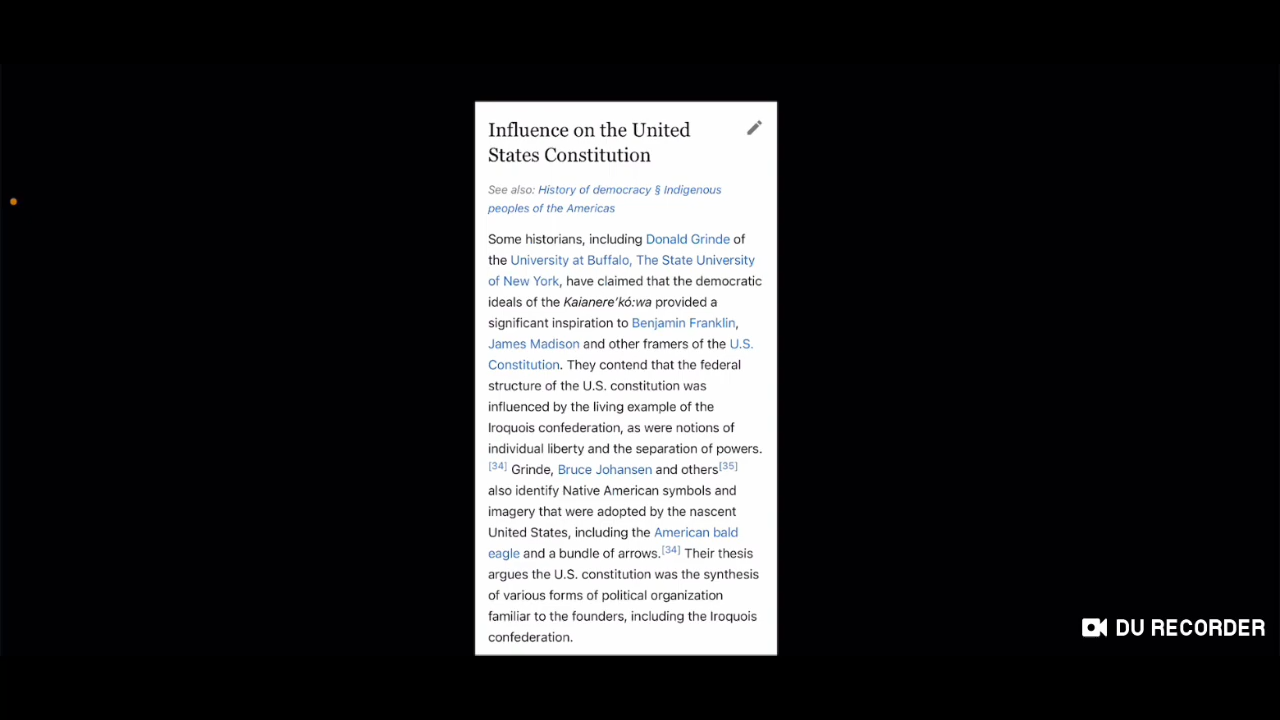 Influence on the United
States Constitution
See also: History of democracy § Indigenous
peoples of the Americas
Some historians, including Donald Grinde of
the University at Buffalo, The State University
of New York, have claimed that the democratic
ideals of the Kaianere'kó:wa provided a
significant inspiration to Benjamin Franklin,
James Madison and other framers of the U.S.
Constitution. They contend that the federal
structure of the U.S. constitution was
influenced by the living example of the
Iroquois confederation, as were notions of
individual liberty and the separation of powers.
[34] Grinde, Bruce Johansen and others[35]
also identify Native American symbols and
imagery that were adopted by the nascent
United States, including the American bald
eagle and a bundle of arrows.[34] Their thesis
argues the U.S. constitution was the synthesis
of various forms of political organization
familiar to the founders, including the Iroquois
confederation.
DU RECORDER